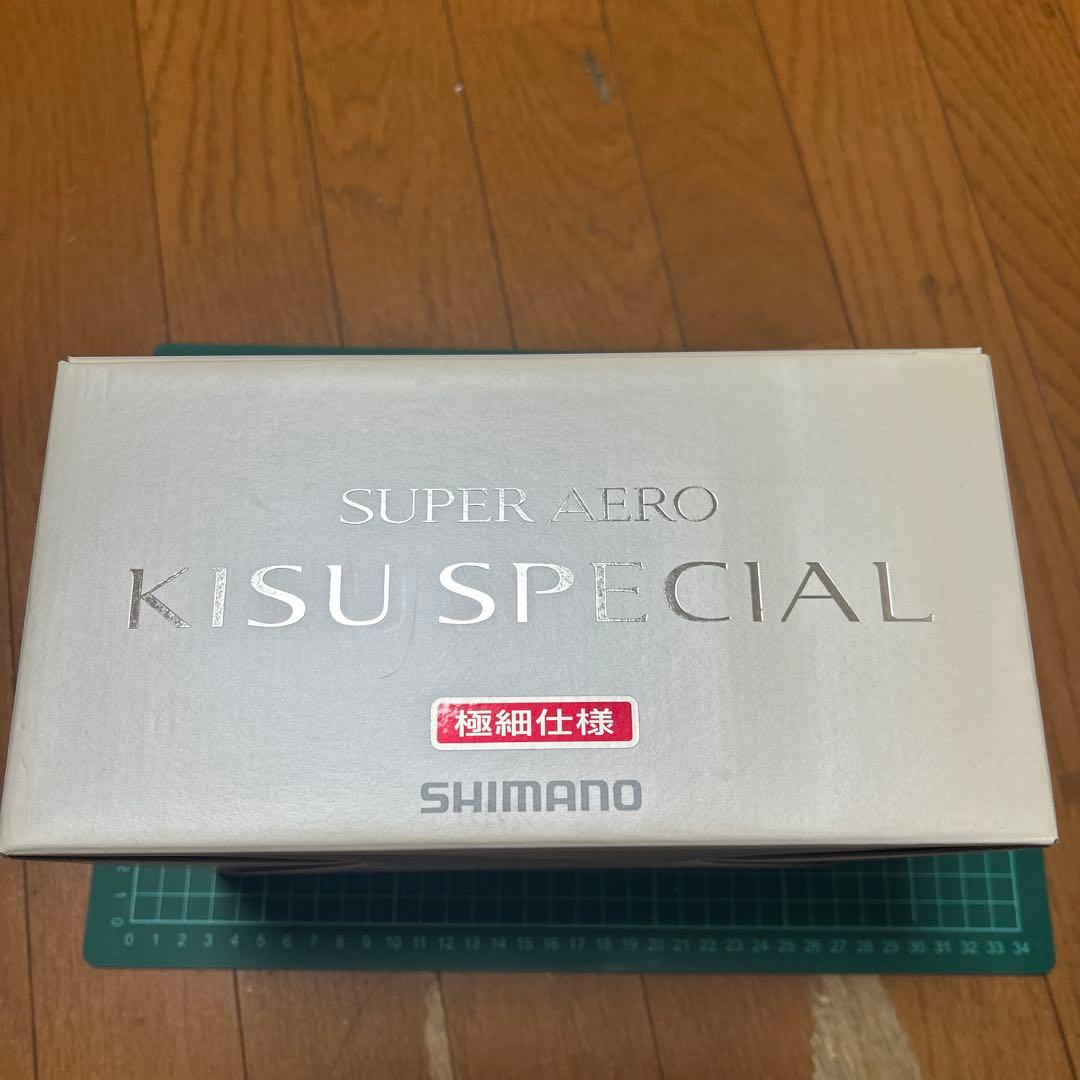 SUPER AERO
KISU SPECIAL
極細仕様
SHIMANO
0 1 2 3 4 5 6 7 8 9 10 11 12 13 14 15 16 17 18 19 20 21 22 23 24 25 26 27 28 29 30 31 32 33 34
0
1